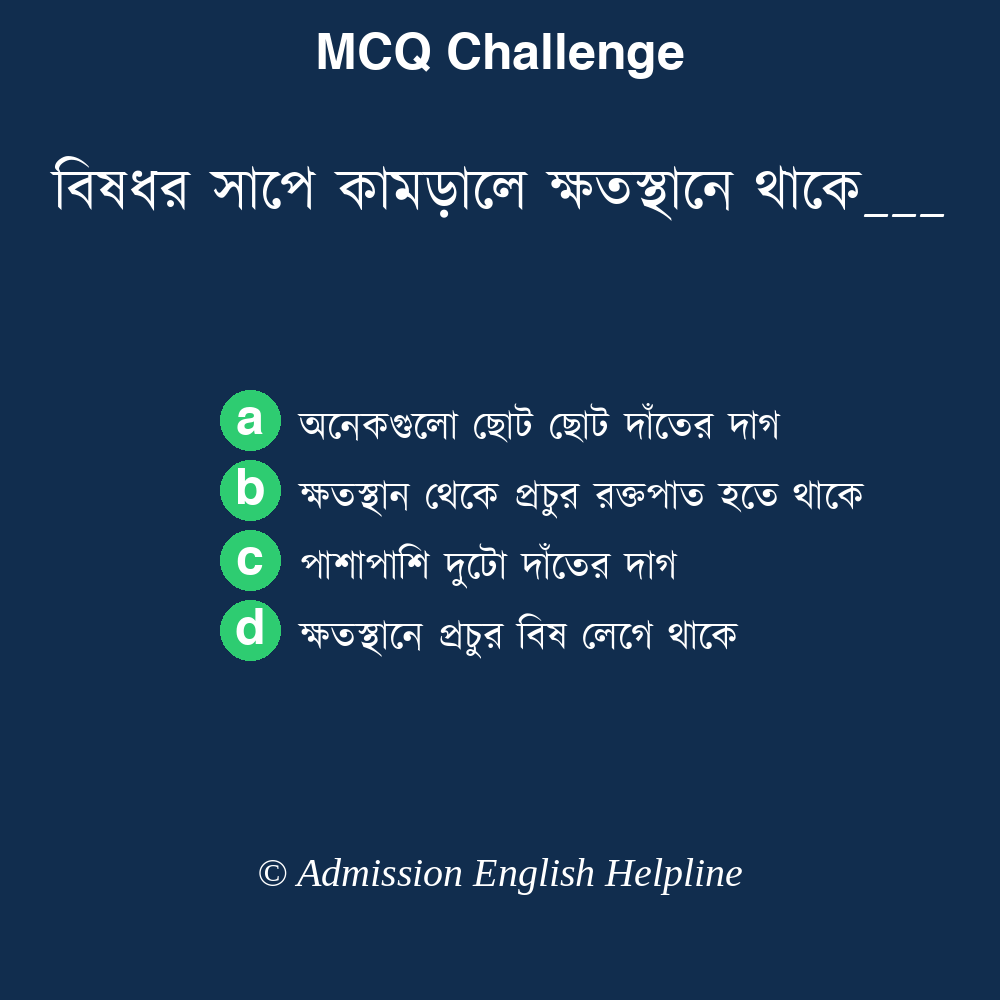 MCQ Challenge
বিষধর সাপে কামড়ালে ক্ষতস্থানে থাকে___
a অনেকগুলো ছোট ছোট দাঁতের দাগ
b ক্ষতস্থান থেকে প্রচুর রক্তপাত হতে থাকে
c পাশাপাশি দুটো দাঁতের দাগ
d ক্ষতস্থানে প্রচুর বিষ লেগে থাকে
© Admission English Helpline